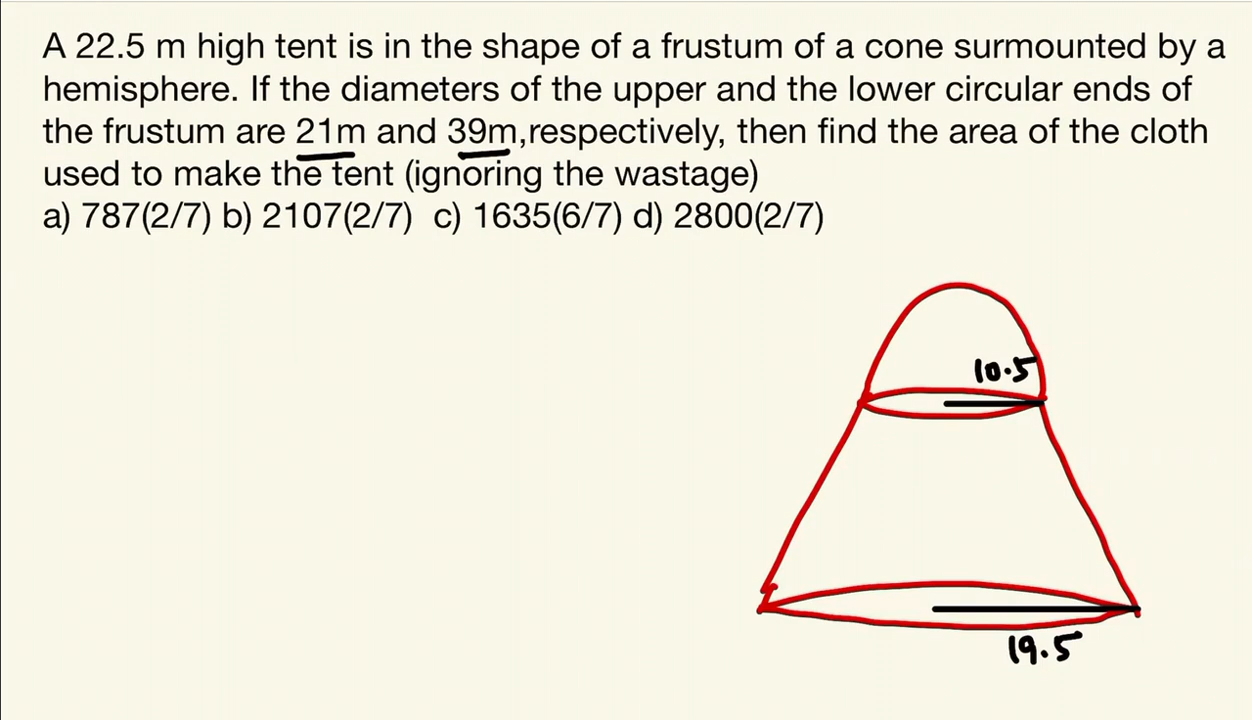 A 22.5 m high tent is in the shape of a frustum of a cone surmounted by a
hemisphere. If the diameters of the upper and the lower circular ends of
the frustum are 21m and 39m,respectively, then find the area of the cloth
used to make the tent (ignoring the wastage)
a) 787(2/7) b) 2107(2/7) c) 1635(6/7) d) 2800(2/7)
10.5
19.5